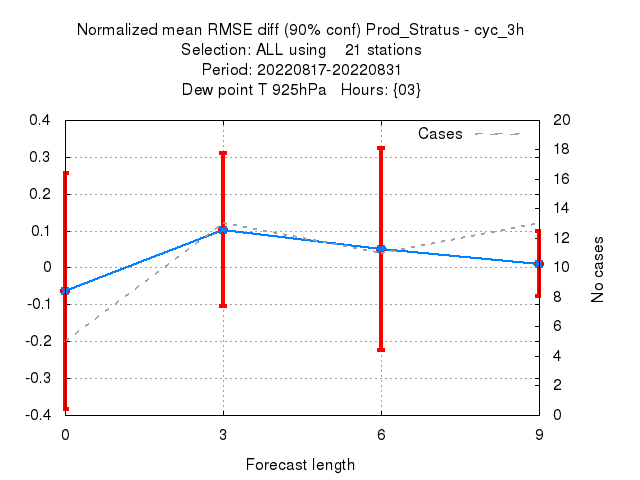 Normalized mean RMSE diff (90% conf) Prod_Stratus - cyc_3h
Selection: ALL using    21 stations
Period: 20220817-20220831
Dew point T 925hPa   Hours: {03}
0.4
0.3
0.2
0.1
0
-0.1
-0.2
-0.3
-0.4
Cases
20
18
16
14
12
10
8
6
4
2
0
No cases
0 3 6 9
Forecast length